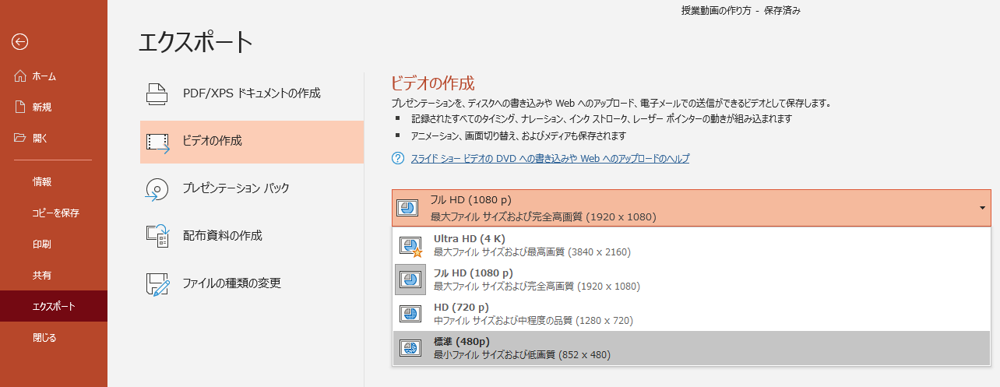 授業動画の作り方 - 保存済み
ホーム
新規
開く
情報
コピーを保存
印刷
共有
エクスポート
閉じる
エクスポート
PDF/XPS ドキュメントの作成
ビデオの作成
プレゼンテーション パック
配布資料の作成
ファイルの種類の変更
ビデオの作成
プレゼンテーションを、ディスクへの書き込みや Web へのアップロード、電子メールでの送信ができるビデオとして保存します。
▪ 記録されたすべてのタイミング、ナレーション、インク ストローク、レーザー ポインターの動きが組み込まれます
▪ アニメーション、画面切り替え、およびメディアも保存されます
スライド ショー ビデオの DVD への書き込みや Web へのアップロードのヘルプ
フル HD (1080 p)
最大ファイル サイズおよび完全高画質 (1920 x 1080)
Ultra HD (4 K)
最大ファイル サイズおよび最高画質 (3840 x 2160)
フル HD (1080 p)
最大ファイル サイズおよび完全高画質 (1920 x 1080)
HD (720 p)
中ファイル サイズおよび中程度の品質 (1280 x 720)
標準 (480p)
最小ファイル サイズおよび低画質 (852 x 480)